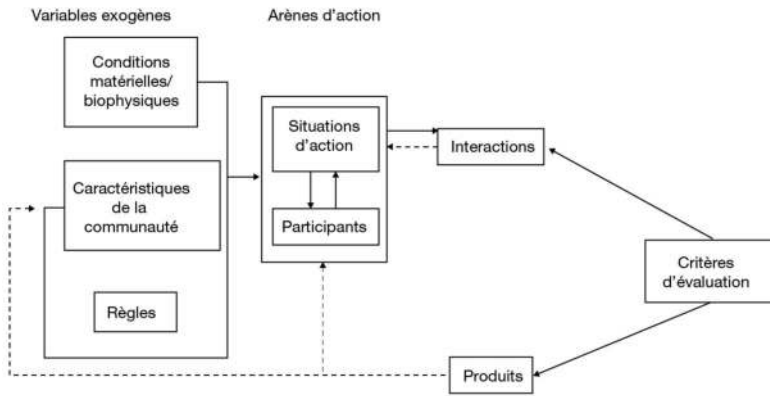 Variables exogènes
Arènes d'action
Conditions
matérielles/
biophysiques
Situations
d'action
Interactions
Caractéristiques
de la
communauté
Participants
Critères
d'évaluation
Règles
Produits